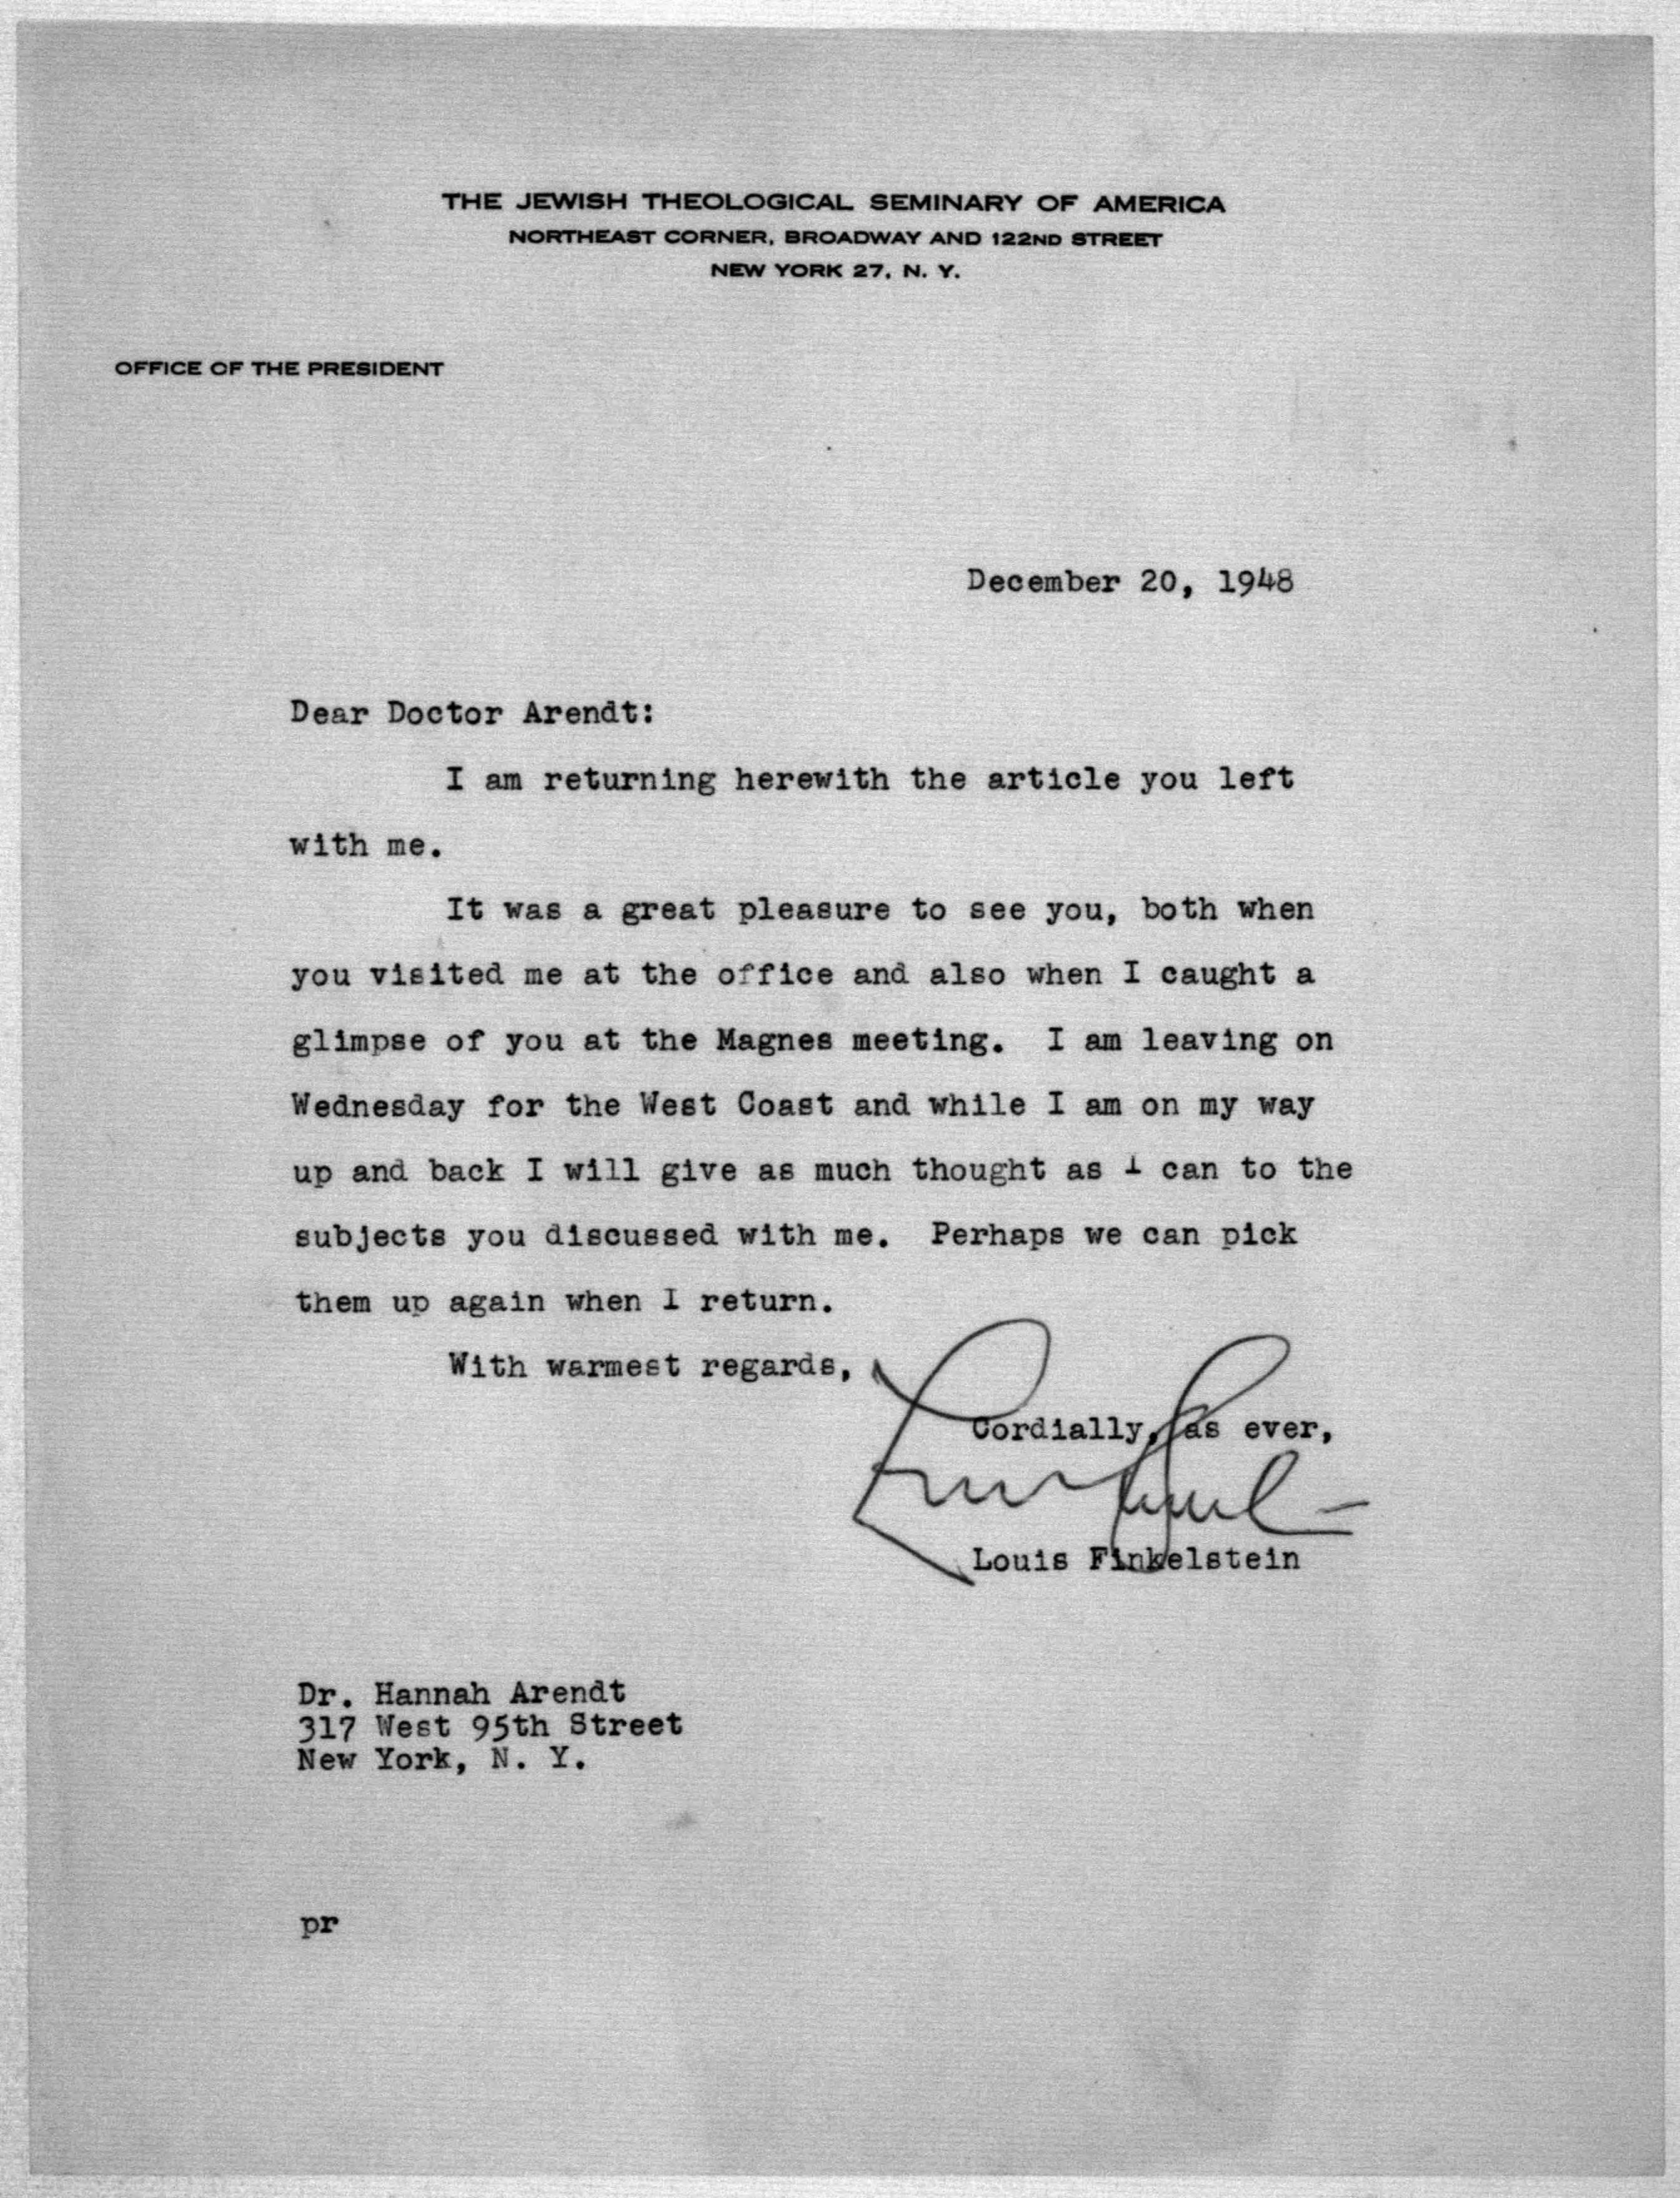 THE JEWISH THEOLOGICAL SEMINARY OF AMERICA
NORTHEAST CORNER, BROADWAY AND 122ND STREET
NEW YORK 27, N. Y.
OFFICE OF THE PRESIDENT
December 20, 1948
Dear Doctor Arendt:
I am returning herewith the article you left
with me.
It was a great pleasure to see you, both when
you visited me at the office and also when I caught a
glimpse of you at the Magnes meeting. I am leaving on
Wednesday for the West Coast and while I am on my way
up and back I will give as much thought as I can to the
subjects you discussed with me. Perhaps we can pick
them up again when I return.
With warmest regards,
Cordially, as ever,
Louis Finkelstein
Dr. Hannah Arendt
317 West 95th Street
New York, N. Y.
pr